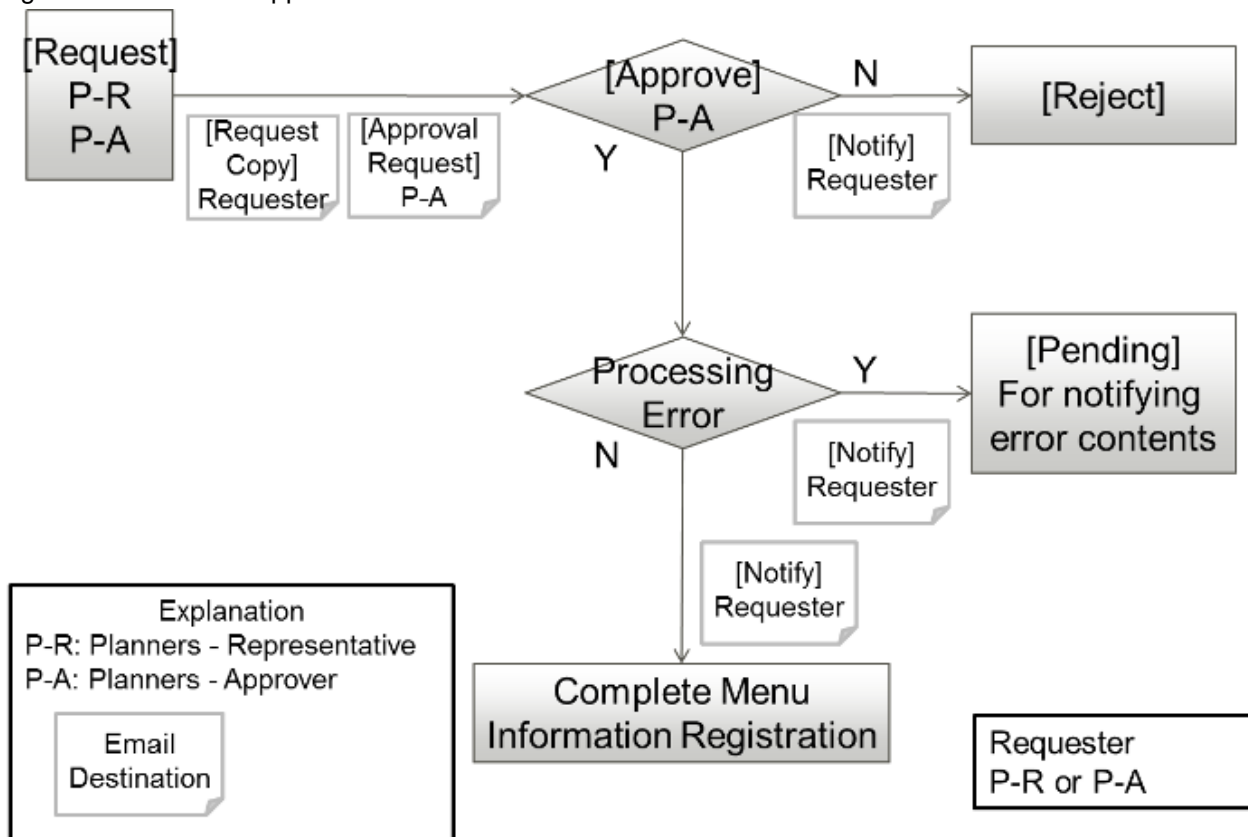 [Request]
P-R
P-A
[Request
Copy]
Requester
[Approval
Request]
P-A
[Approve]
P-A
N
[Notify]
Requester
[Reject]
Y
Processing
Error
Y
[Notify]
Requester
[Pending]
For notifying
error contents
N
[Notify]
Requester
Complete Menu
Information Registration
Explanation
P-R: Planners - Representative
P-A: Planners - Approver
Email
Destination
Requester
P-R or P-A